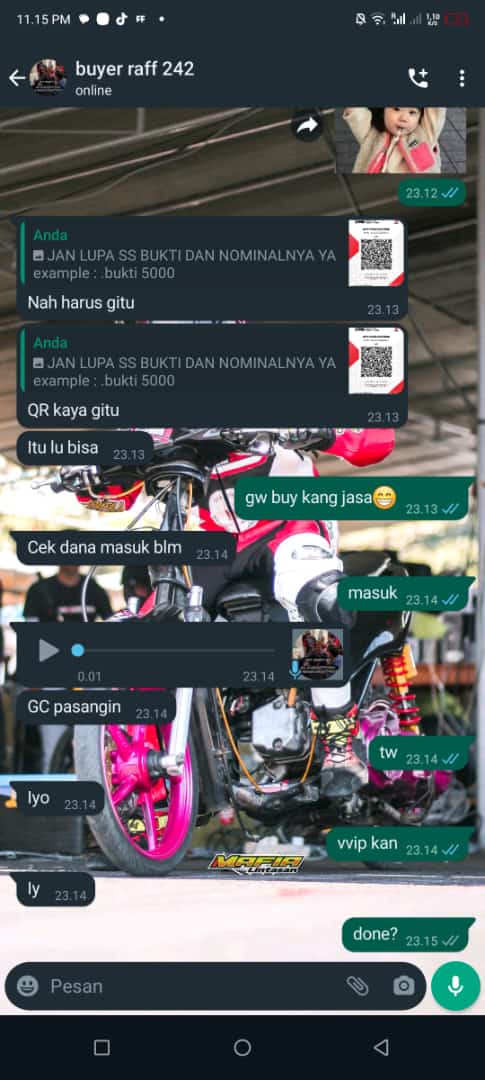 11.15 PM
FF
1,10
K/s
buyer raff 242
online
23.12
Anda
JAN LUPA SS BUKTI DAN NOMINALNYA YA
example : .bukti 5000
Nah harus gitu
23.13
Anda
JAN LUPA SS BUKTI DAN NOMINALNYA YA
example : .bukti 5000
QR kaya gitu
23.13
Itu lu bisa 23.13
gw buy kang jasa😁 23.13
Cek dana masuk blm 23.14
masuk 23.14
0.01 23.14
GC pasangin 23.14
tw 23.14
Iyo 23.14
vvip kan 23.14
MAFIA
Lintasan
Iy 23.14
done? 23.15
Pesan